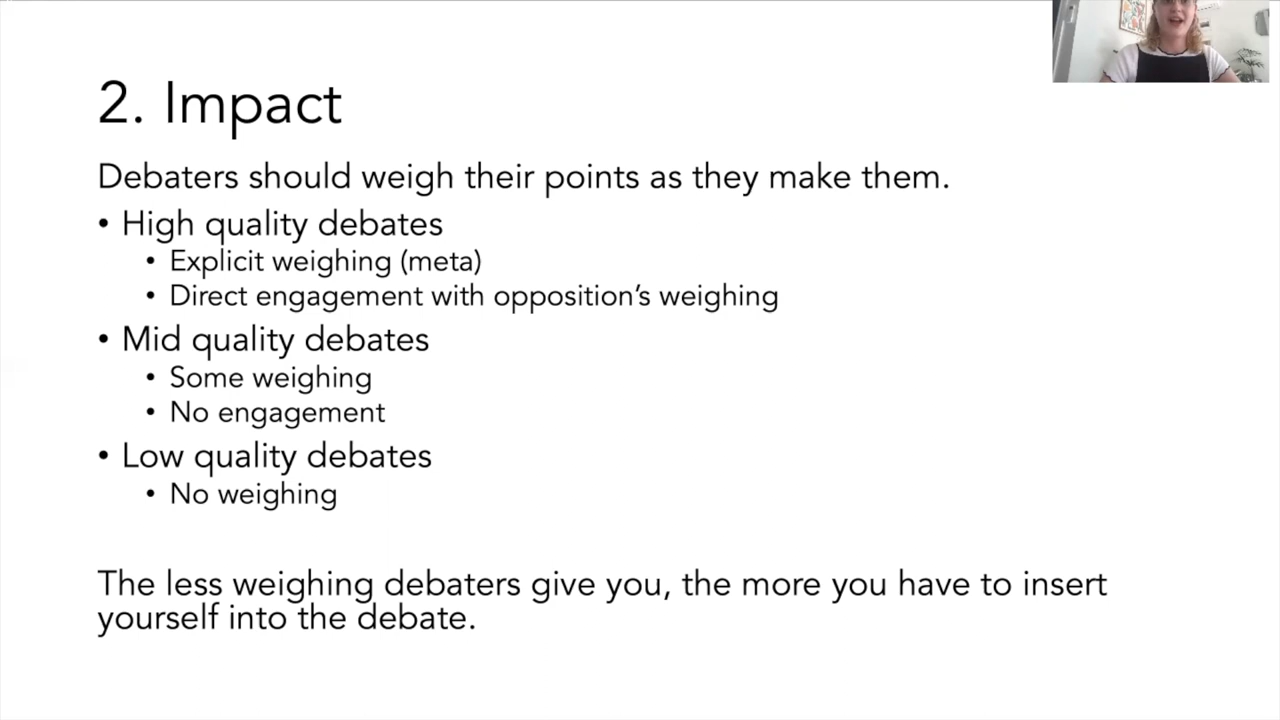 2. Impact
Debaters should weigh their points as they make them.
• High quality debates
• Explicit weighing (meta)
• Direct engagement with opposition's weighing
• Mid quality debates
• Some weighing
• No engagement
• Low quality debates
• No weighing
The less weighing debaters give you, the more you have to insert
yourself into the debate.